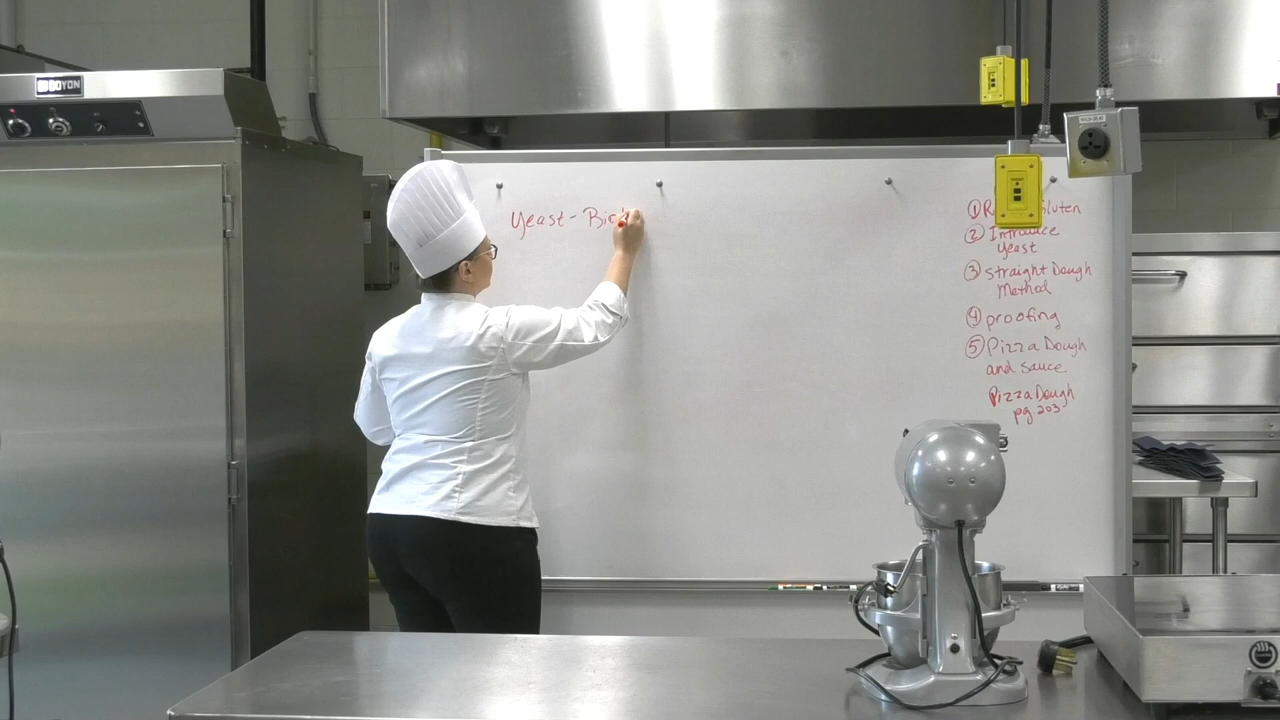 DOYON
Yeast - Bio
① Gluten
② Introduce
yeast
③ straight Dough
Method
④ proofing
⑤ Pizza Dough
and sauce
Pizza Dough
pg 203